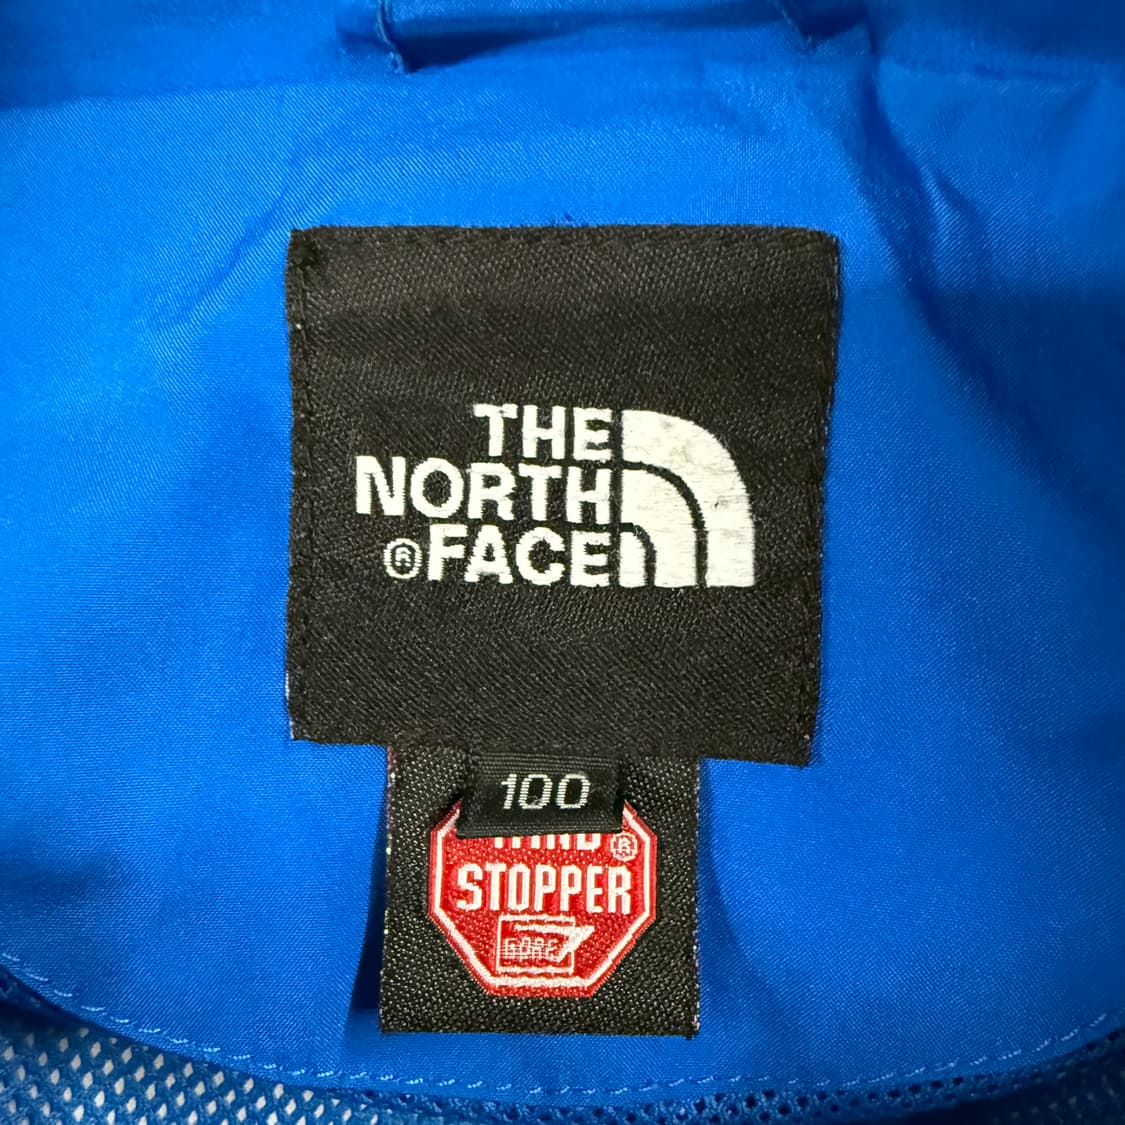 THE
NORTH
®FACE
100
WIND®
STOPPER
GORE